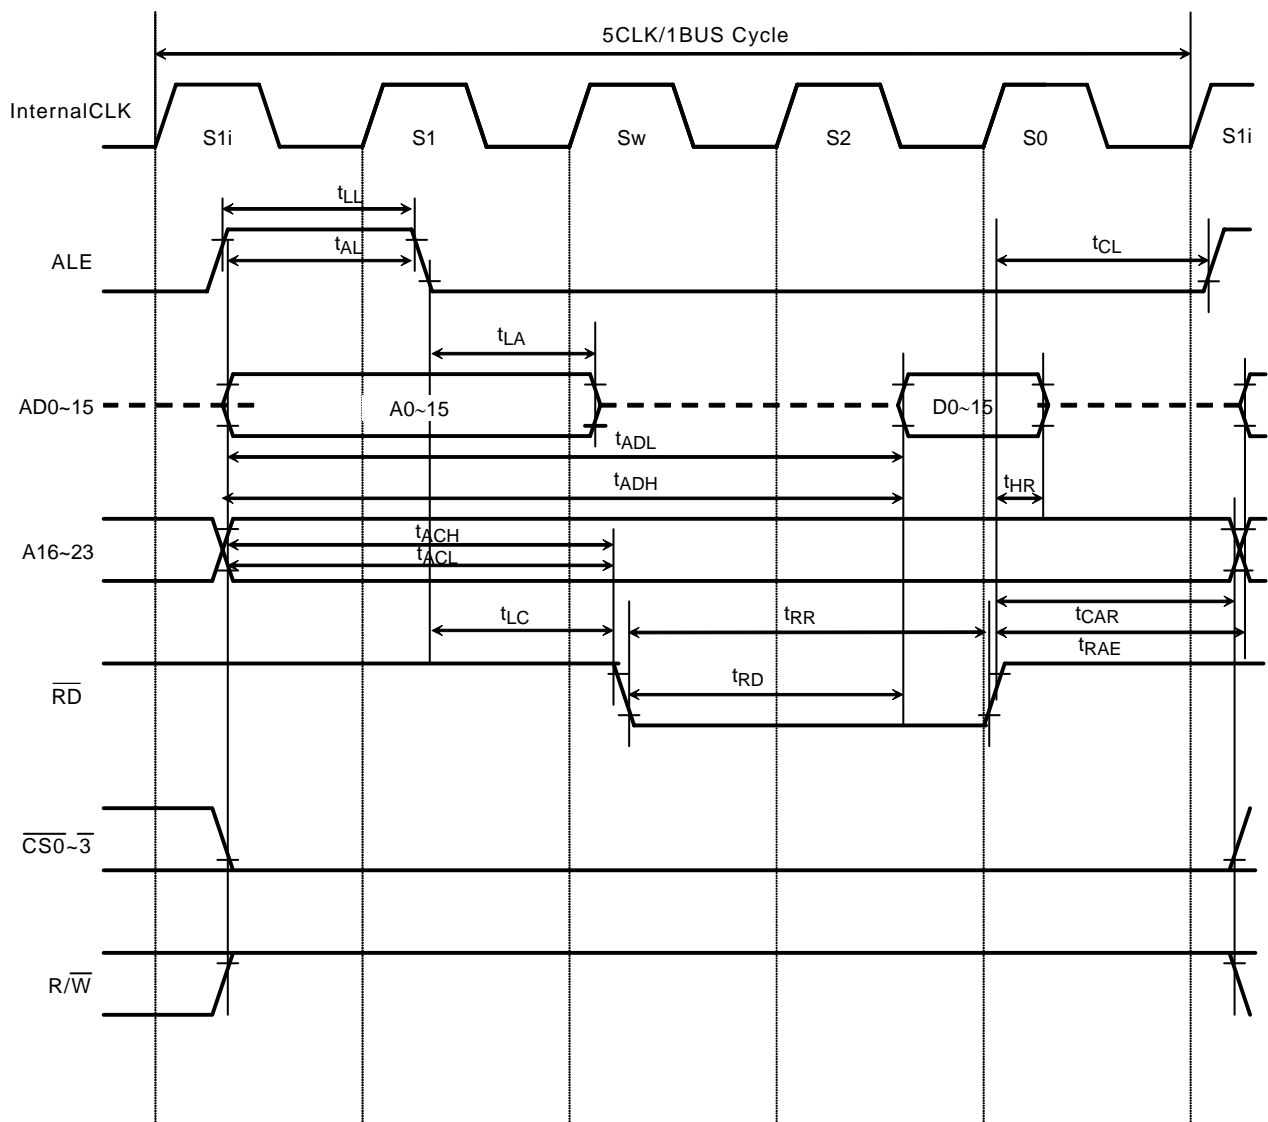 5CLK/1BUS Cycle
InternalCLK
S1i S1 Sw S2 S0 S1i
tLL
ALE tAL tCL
tLA
AD0~15 A0~15 D0~15
tADL
tADH tHR
A16~23 tACH
tACL
tLC tRR tCAR
tRAE
RD tRD
CS0~3
R/W